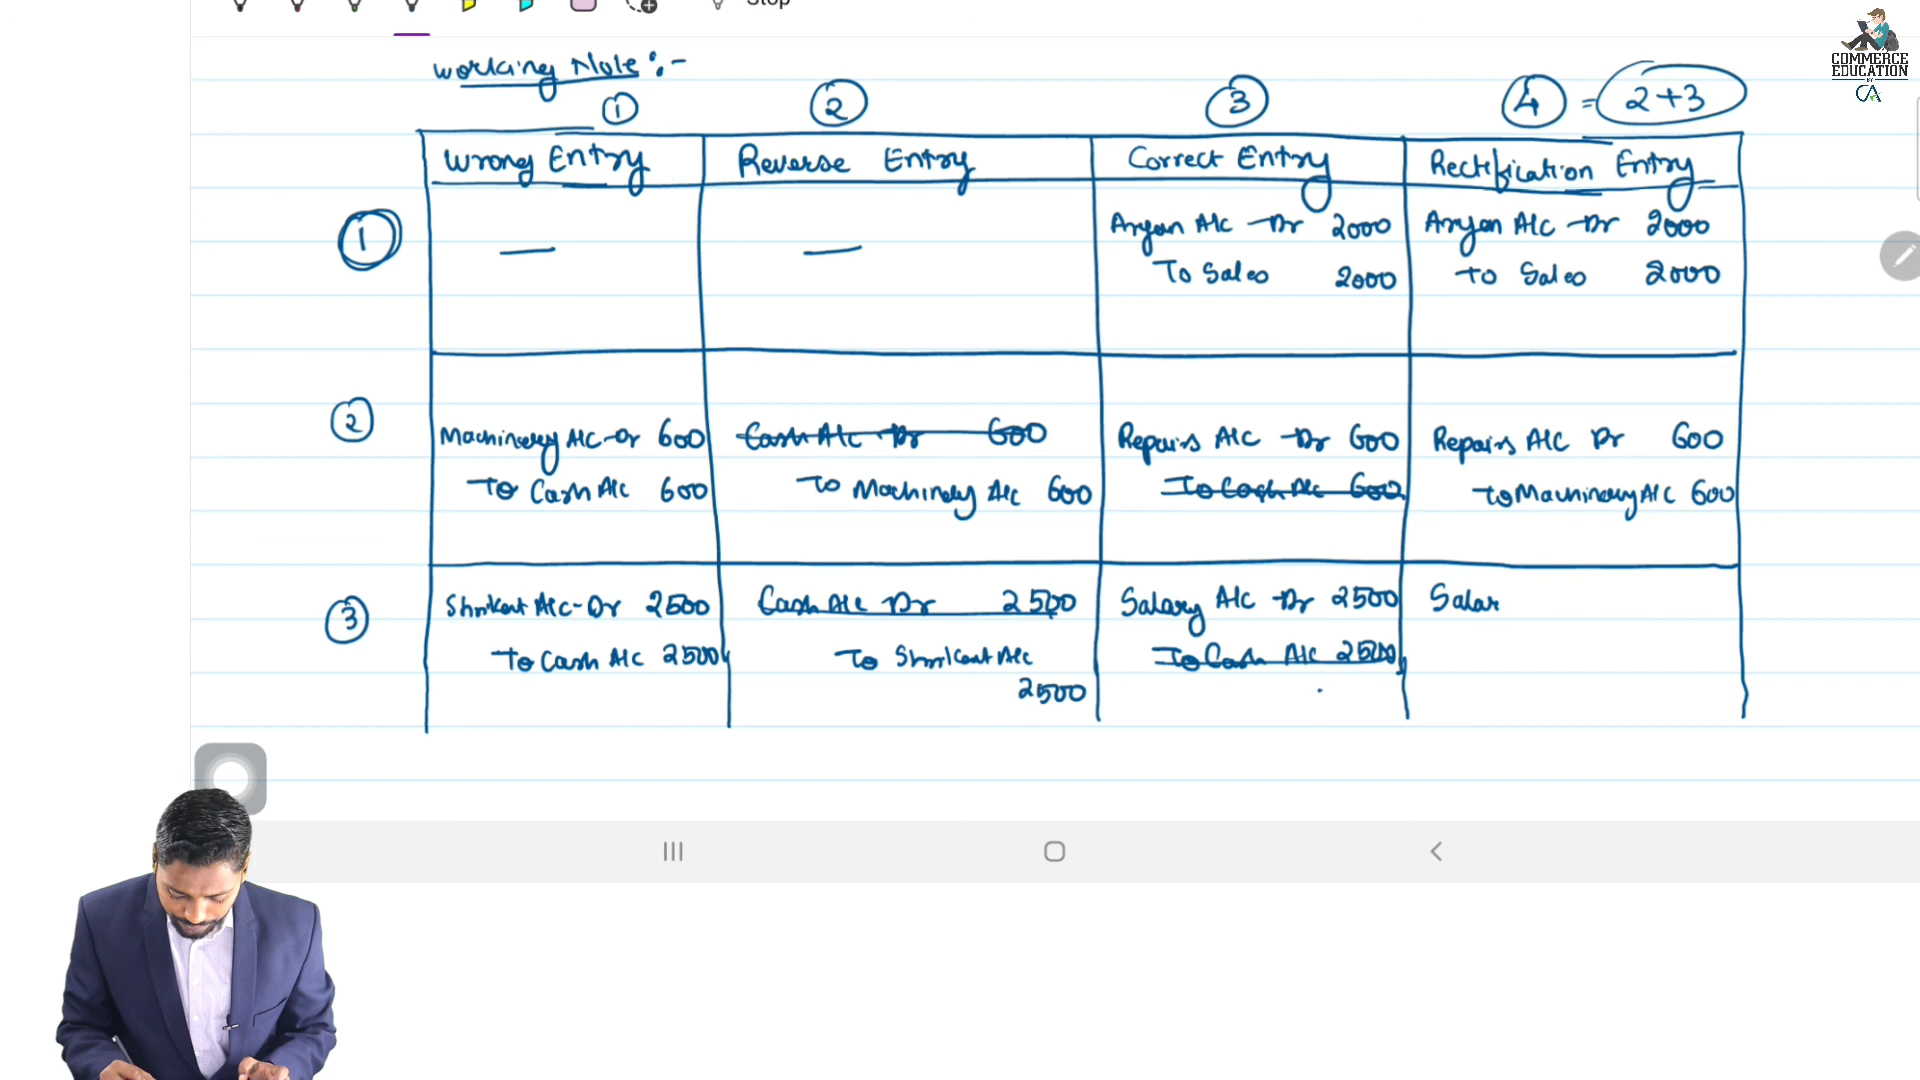 Stop
COMMERCE
EDUCATION
BY
CA
Working Note :-
① ② ③ ④ = 2+3
Wrong Entry Reverse Entry Correct Entry Rectification Entry
① — — Aryan A/c Dr 2000 Aryan A/c Dr 2000
To Sales 2000 To Sales 2000
② Machinery A/c Dr 600 Cash A/c Dr 600 Repairs A/c Dr 600 Repairs A/c Dr 600
To Cash A/c 600 To Machinery A/c 600 To Cash A/c 600 To Machinery A/c 600
③ Shrikant A/c Dr 2500 Cash A/c Dr 2500 Salary A/c Dr 2500 Salar
To Cash A/c 2500 To Shrikant A/c To Cash A/c 2500
2500